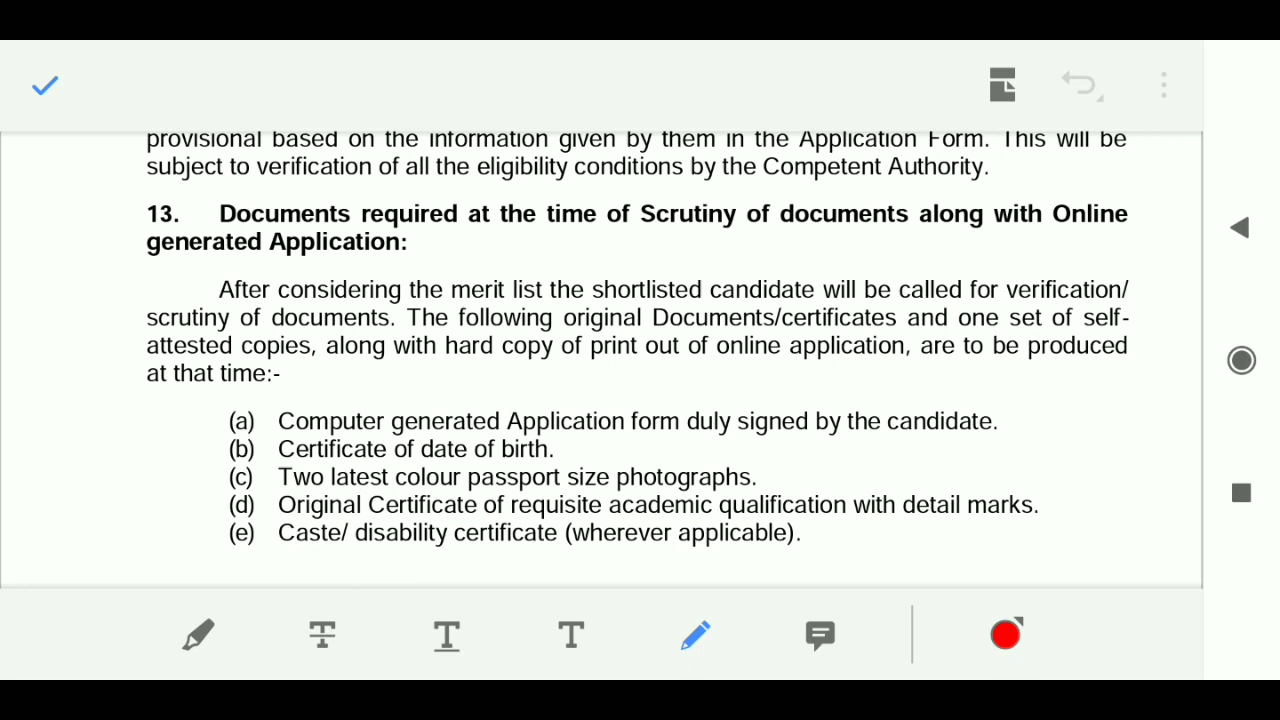 provisional based on the information given by them in the Application Form. This will be
subject to verification of all the eligibility conditions by the Competent Authority.
13. Documents required at the time of Scrutiny of documents along with Online
generated Application:
After considering the merit list the shortlisted candidate will be called for verification/
scrutiny of documents. The following original Documents/certificates and one set of self-
attested copies, along with hard copy of print out of online application, are to be produced
at that time:-
(a) Computer generated Application form duly signed by the candidate.
(b) Certificate of date of birth.
(c) Two latest colour passport size photographs.
(d) Original Certificate of requisite academic qualification with detail marks.
(e) Caste/ disability certificate (wherever applicable).